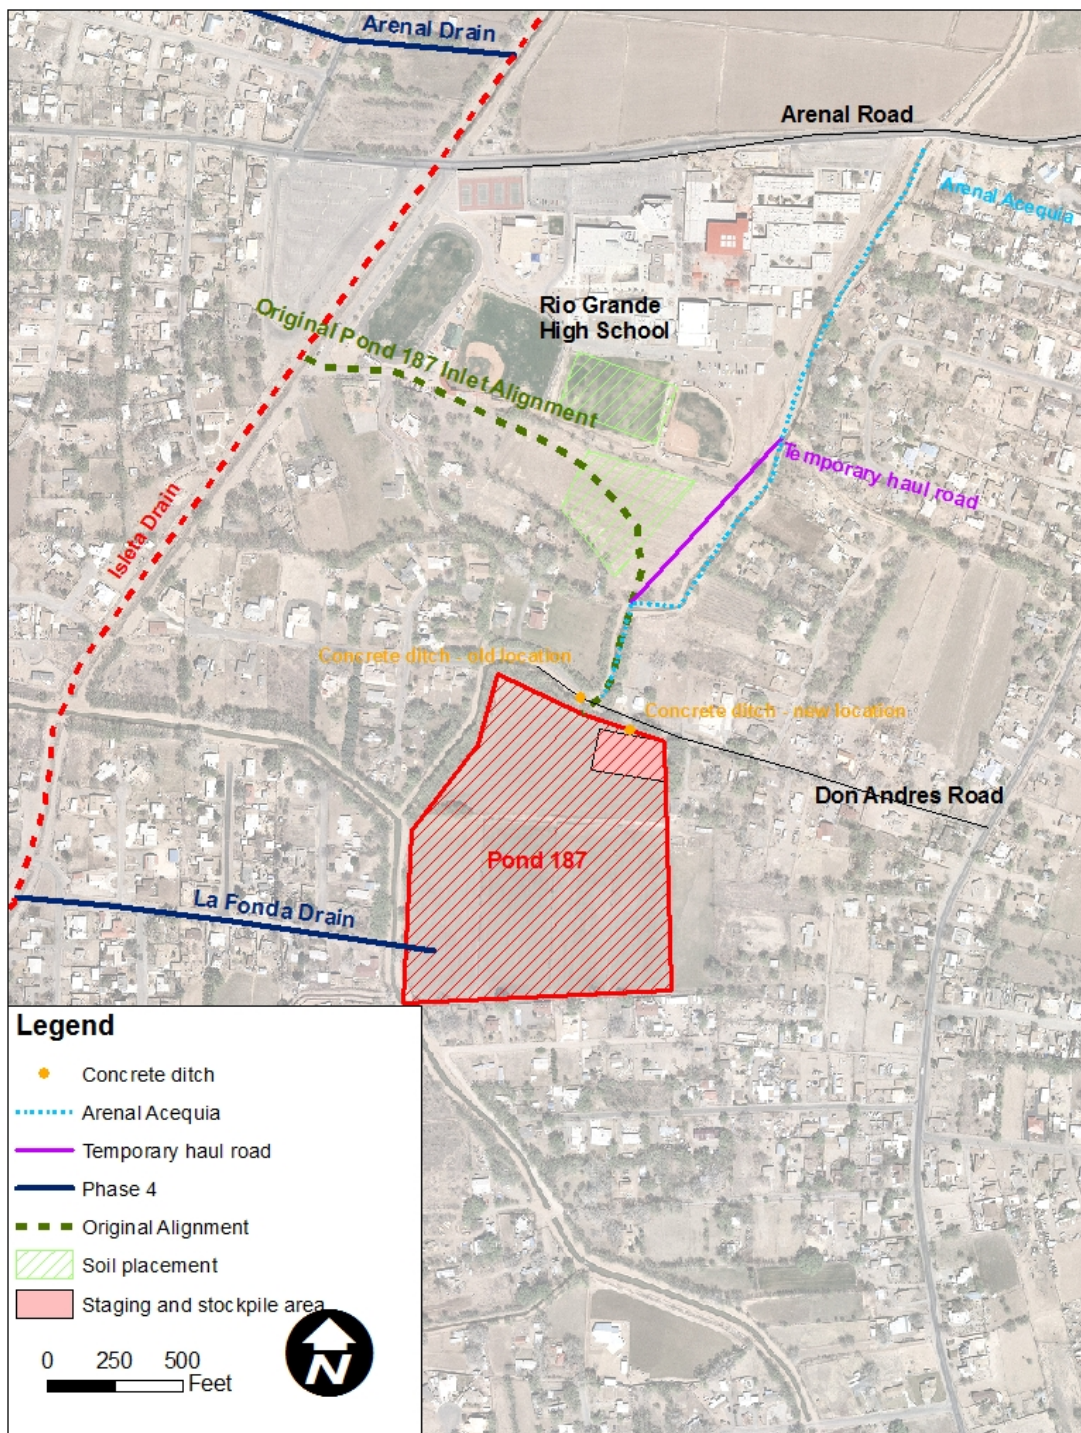 Arenal Drain
Arenal Road
Arenal Acequia
Rio Grande
High School
Original Pond 187 Inlet Alignment
Temporary haul road
Isleta Drain
Concrete ditch - old location
Concrete ditch - new location
Don Andres Road
Pond 187
La Fonda Drain
Legend
Concrete ditch
Arenal Acequia
Temporary haul road
Phase 4
Original Alignment
Soil placement
Staging and stockpile area
N
0 250 500
Feet